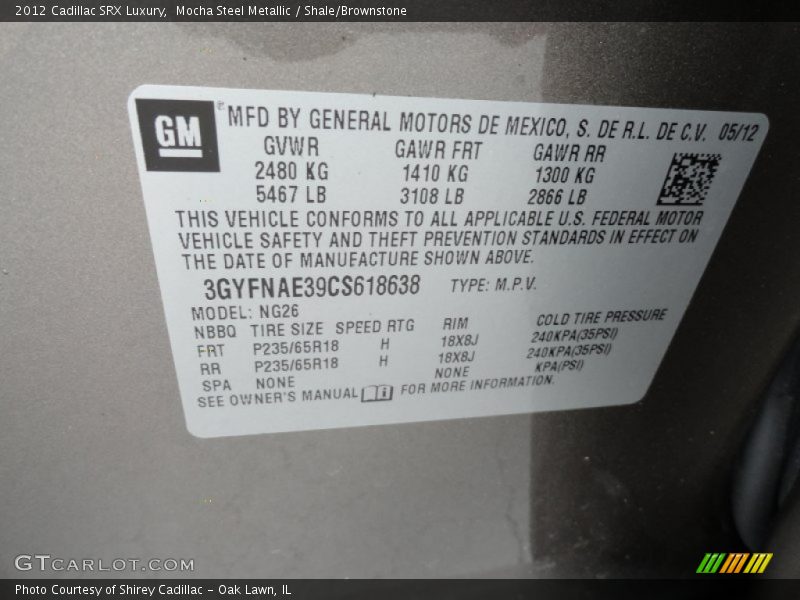 2012 Cadillac SRX Luxury,  Mocha Steel Metallic / Shale/Brownstone
GM® MFD BY GENERAL MOTORS DE MEXICO, S. DE R.L. DE C.V. 05/12
GVWR GAWR FRT GAWR RR
2480 KG 1410 KG 1300 KG
5467 LB 3108 LB 2866 LB
THIS VEHICLE CONFORMS TO ALL APPLICABLE U.S. FEDERAL MOTOR
VEHICLE SAFETY AND THEFT PREVENTION STANDARDS IN EFFECT ON
THE DATE OF MANUFACTURE SHOWN ABOVE.
3GYFNAE39CS618638 TYPE: M.P.V.
MODEL: NG26
NBBQ TIRE SIZE SPEED RTG RIM COLD TIRE PRESSURE
FRT P235/65R18 H 18X8J 240KPA(35PSI)
RR P235/65R18 H 18X8J 240KPA(35PSI)
SPA NONE NONE KPA(PSI)
SEE OWNER'S MANUAL FOR MORE INFORMATION.
GTCARLOT.COM
Photo Courtesy of Shirey Cadillac - Oak Lawn, IL